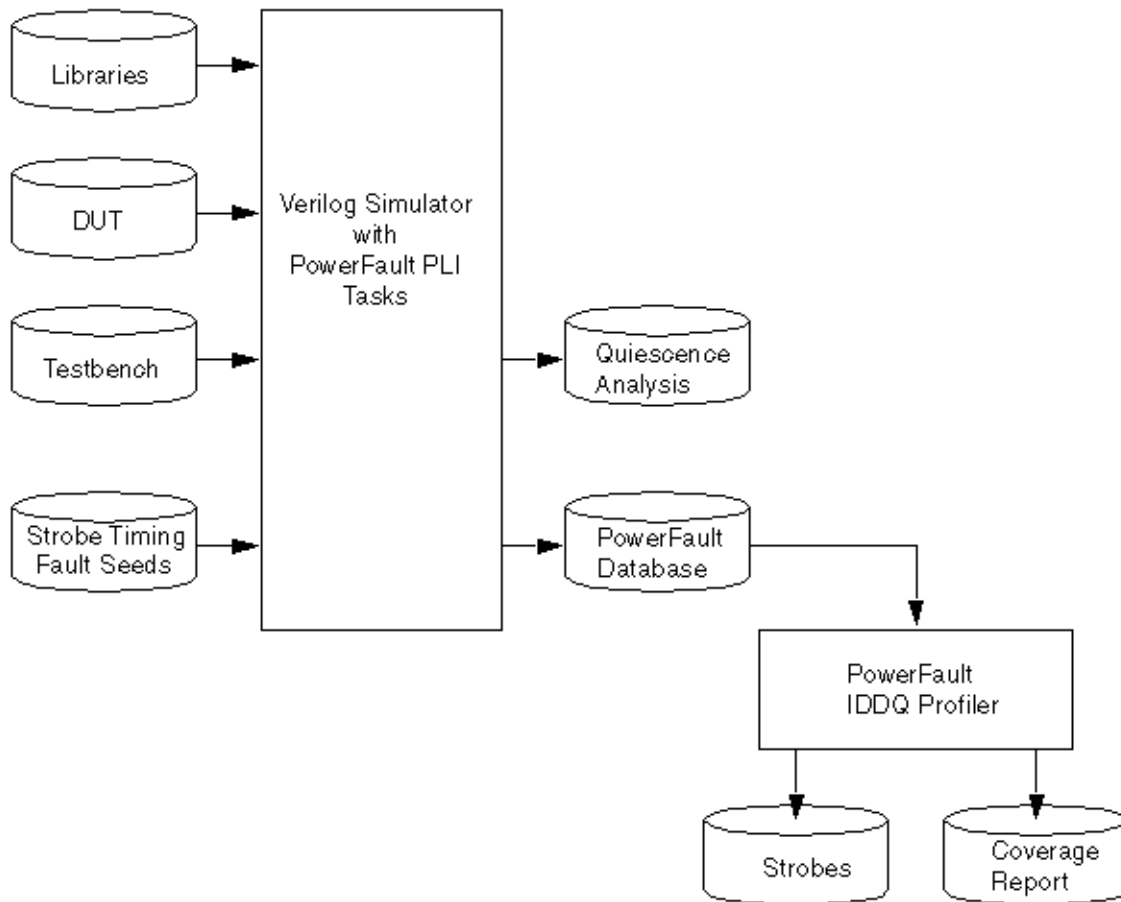 Libraries
DUT
Testbench
Strobe Timing
Fault Seeds
Verilog Simulator
with
PowerFault PLI
Tasks
Quiescence
Analysis
PowerFault
Database
PowerFault
IDDQ Profiler
Strobes
Coverage
Report